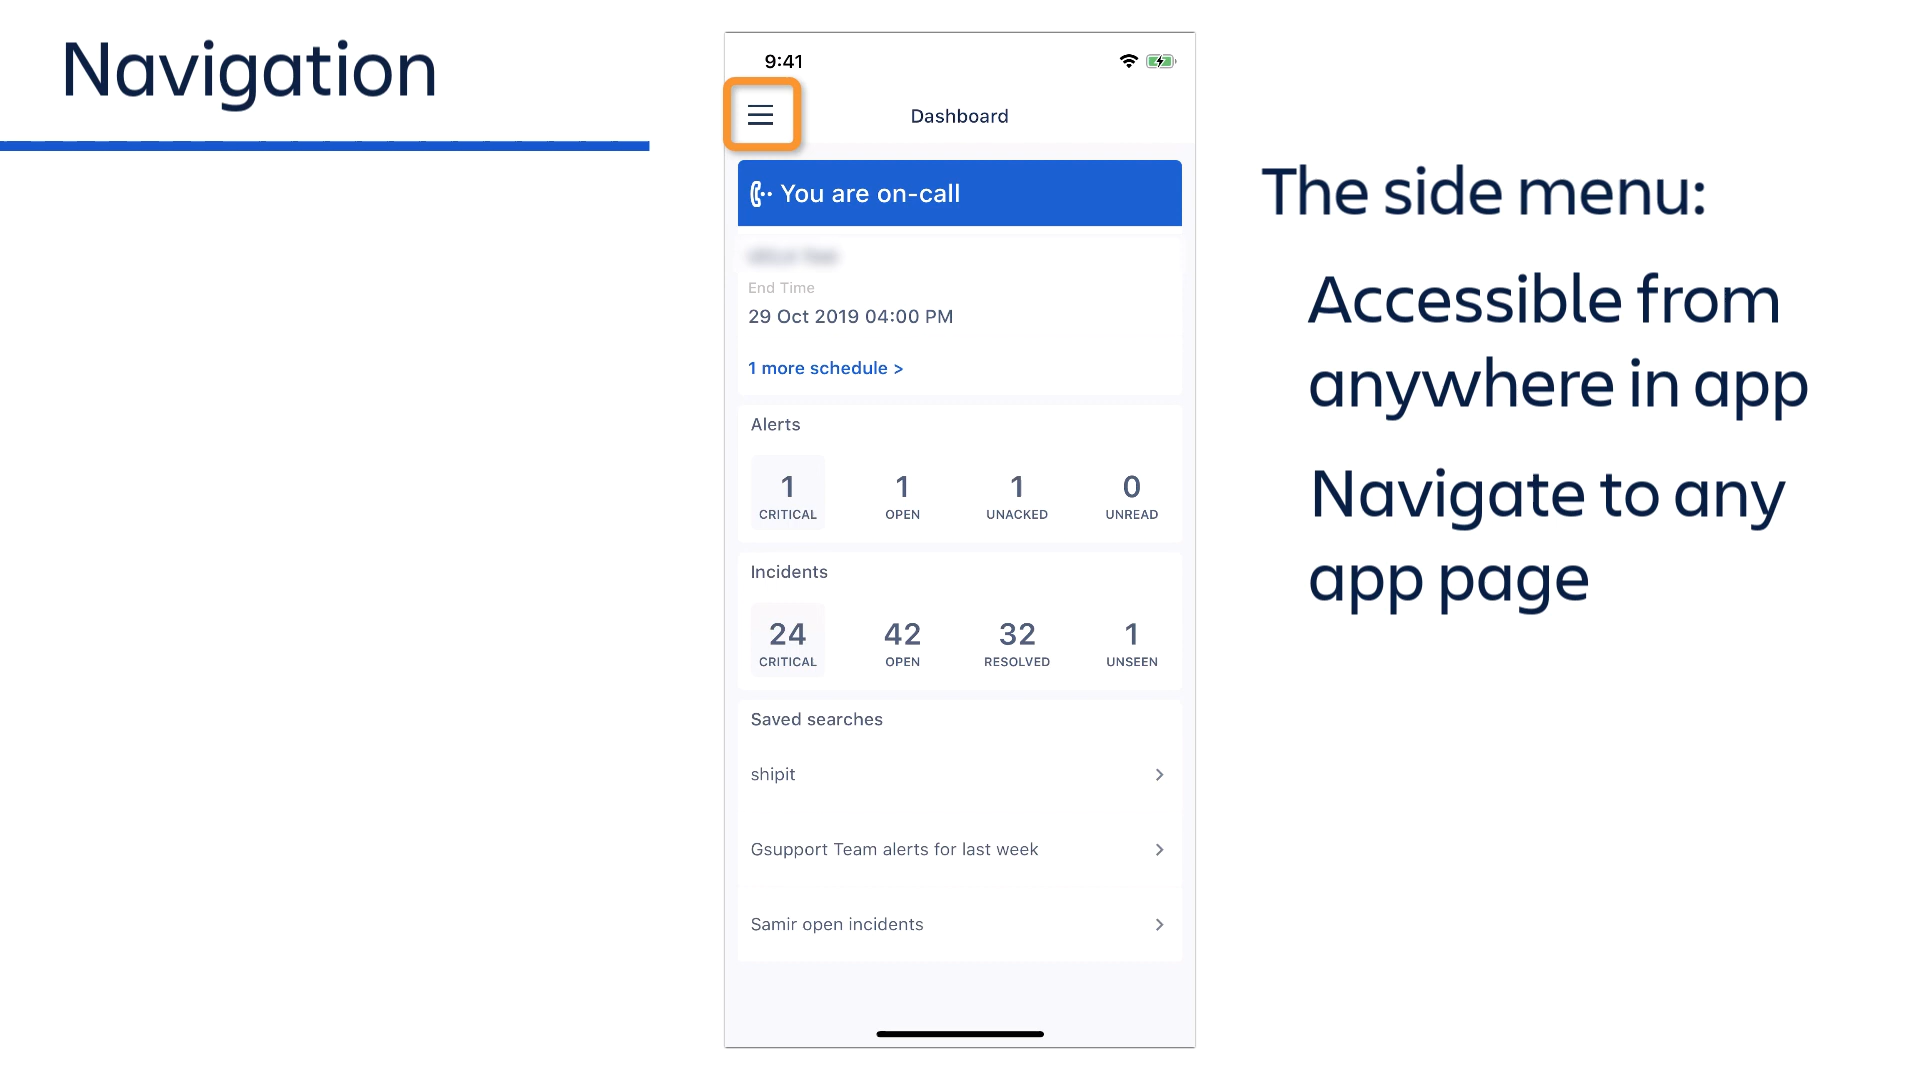 Navigation
9:41
Dashboard
You are on-call
End Time
29 Oct 2019 04:00 PM
1 more schedule >
Alerts
1 1 1 0
CRITICAL OPEN UNACKED UNREAD
Incidents
24 42 32 1
CRITICAL OPEN RESOLVED UNSEEN
Saved searches
shipit
Gsupport Team alerts for last week
Samir open incidents
The side menu:
Accessible from
anywhere in app
Navigate to any
app page